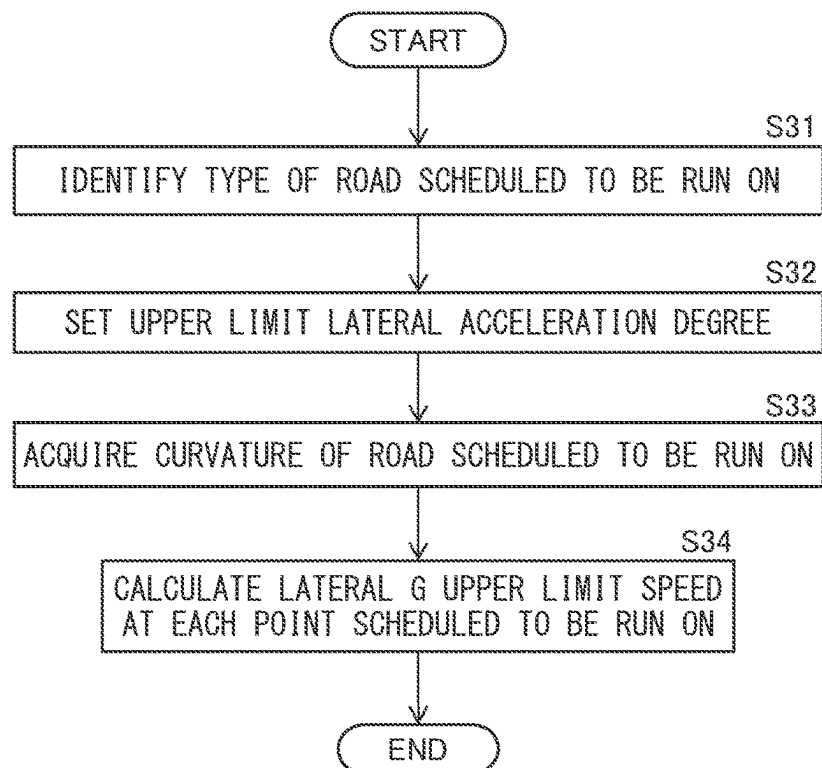 START
S31
IDENTIFY TYPE OF ROAD SCHEDULED TO BE RUN ON
S32
SET UPPER LIMIT LATERAL ACCELERATION DEGREE
S33
ACQUIRE CURVATURE OF ROAD SCHEDULED TO BE RUN ON
S34
CALCULATE LATERAL G UPPER LIMIT SPEED
AT EACH POINT SCHEDULED TO BE RUN ON
END